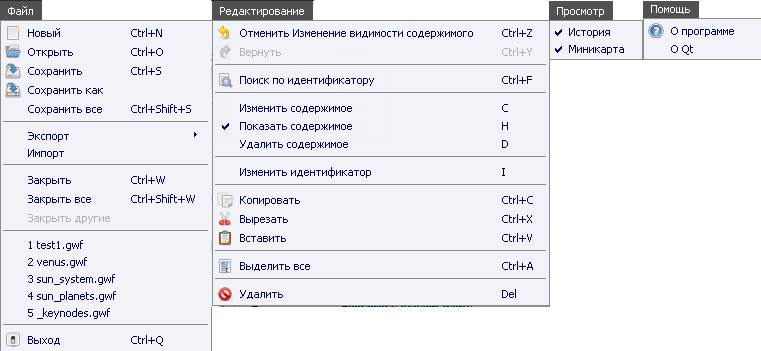 Файл
Новый Ctrl+N
Открыть Ctrl+O
Сохранить Ctrl+S
Сохранить как
Сохранить все Ctrl+Shift+S
Экспорт
Импорт
Закрыть Ctrl+W
Закрыть все Ctrl+Shift+W
Закрыть другие
1 test1.gwf
2 venus.gwf
3 sun_system.gwf
4 sun_planets.gwf
5 _keynodes.gwf
Выход Ctrl+Q
Редактирование
Отменить Изменение видимости содержимого Ctrl+Z
Вернуть Ctrl+Y
Поиск по идентификатору Ctrl+F
Изменить содержимое C
Показать содержимое H
Удалить содержимое D
Изменить идентификатор I
Копировать Ctrl+C
Вырезать Ctrl+X
Вставить Ctrl+V
Выделить все Ctrl+A
Удалить Del
Просмотр
История
Миникарта
Помощь
О программе
О Qt